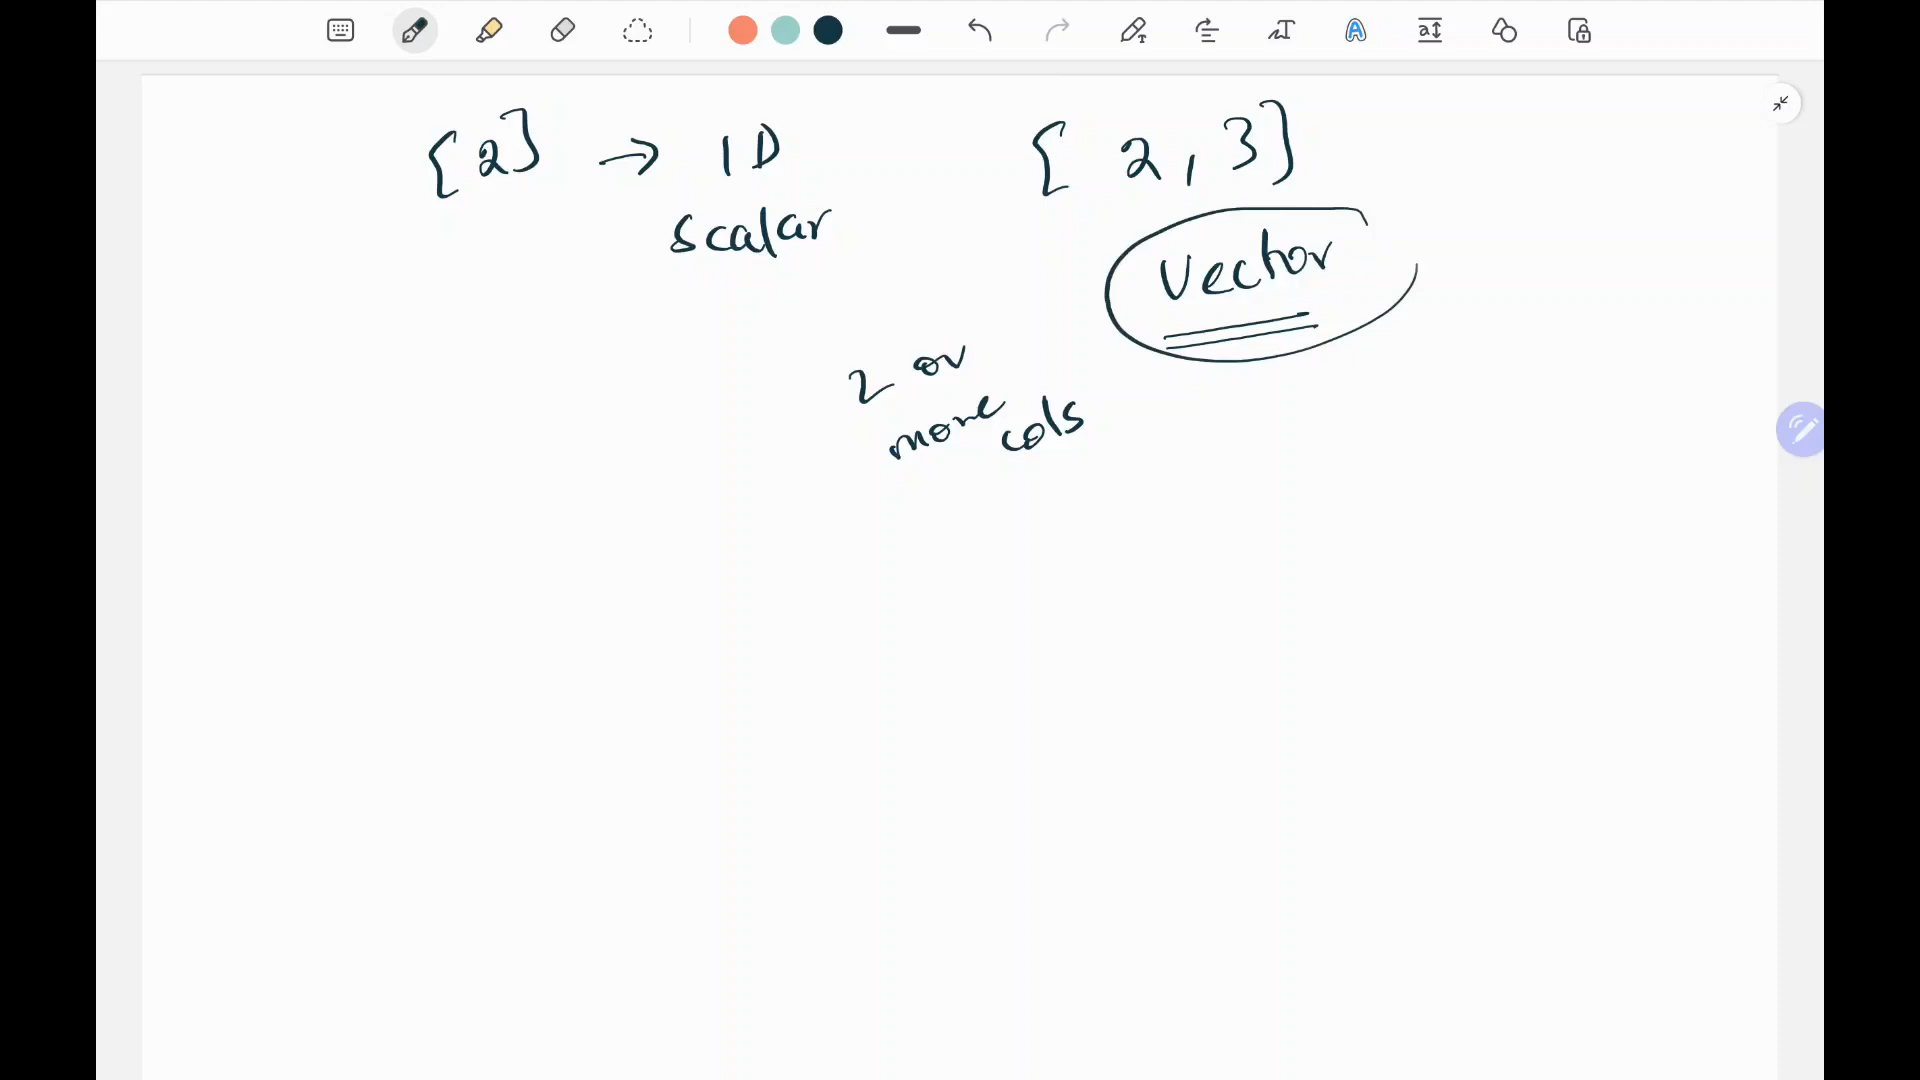 [2] → 1D
scalar
[ 2, 3]
Vector
2 or
more cols